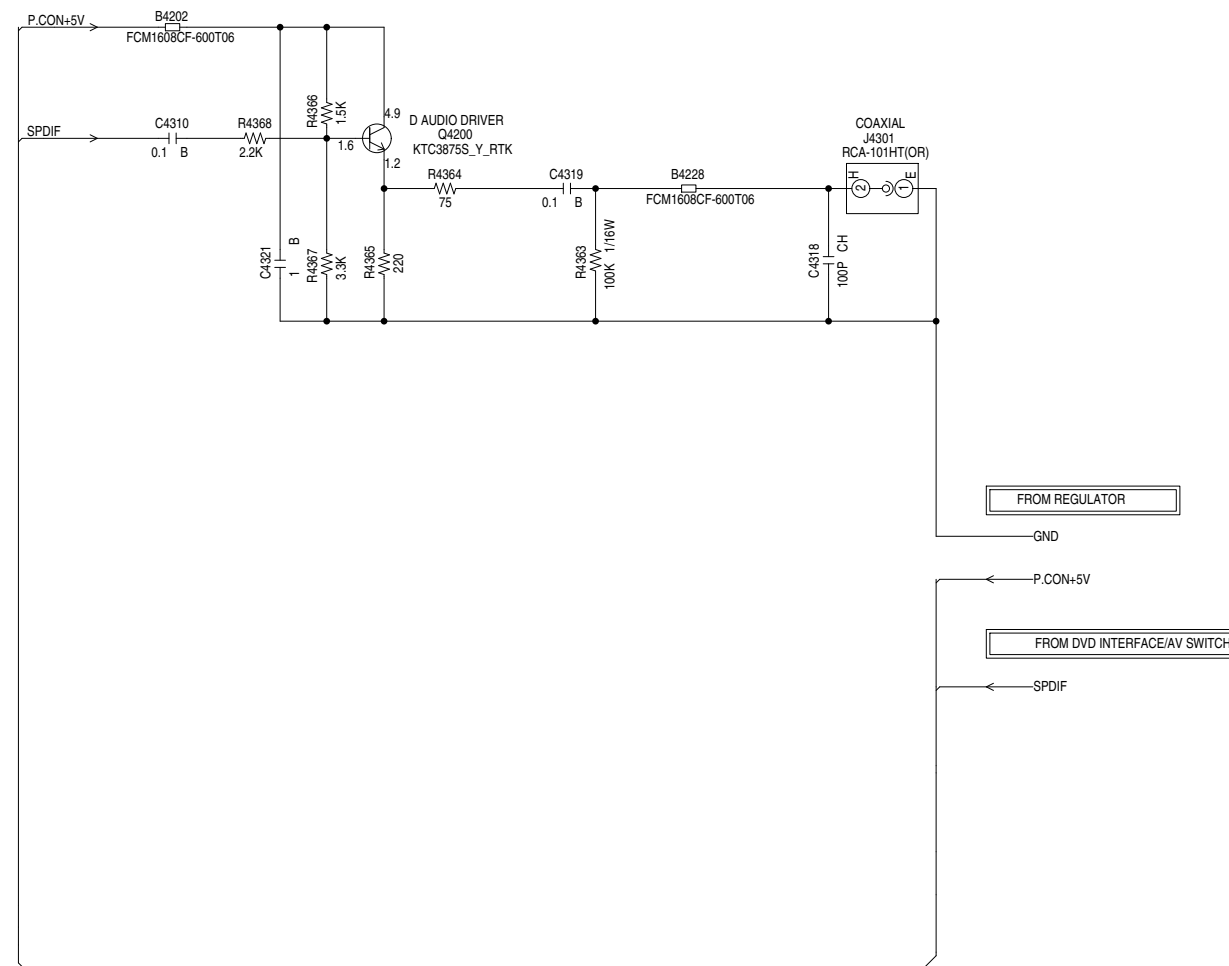 P.CON+5V
B4202
FCM1608CF-600T06
SPDIF
C4310
0.1 B
R4368
2.2K
R4366
1.5K
4.9
1.6
1.2
D AUDIO DRIVER
Q4200
KTC3875S_Y_RTK
R4364
75
C4319
0.1 B
B4228
FCM1608CF-600T06
COAXIAL
J4301
RCA-101HT(OR)
H
2
1
E
C4321
1 B
R4367
3.3K
R4365
220
R4363
100K 1/16W
C4318
100P CH
FROM REGULATOR
GND
P.CON+5V
FROM DVD INTERFACE/AV SWITCH
SPDIF